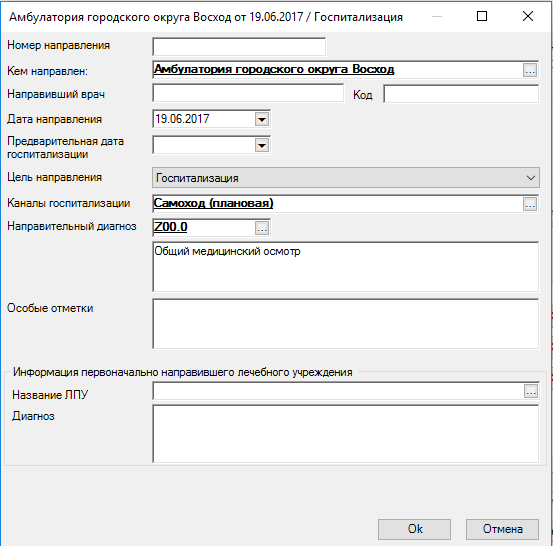 Амбулатория городского округа Восход от 19.06.2017 / Госпитализация
Номер направления
Кем направлен: Амбулатория городского округа Восход ...
Направивший врач Код
Дата направления 19.06.2017
Предварительная дата
госпитализации
Цель направления Госпитализация
Каналы госпитализации Самоход (плановая) ...
Направительный диагноз Z00.0 ...
Общий медицинский осмотр
Особые отметки
Информация первоначально направившего лечебного учреждения
Название ЛПУ ...
Диагноз
Ok Отмена